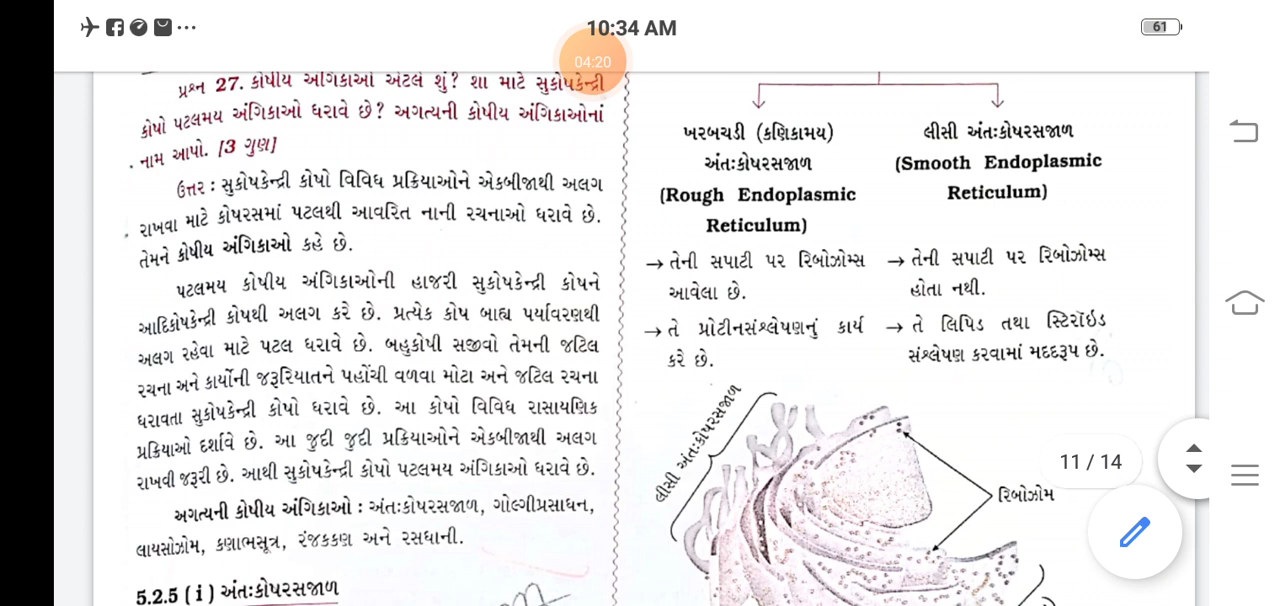 10:34 AM
61
04:20
પ્રશ્ન 27. કોષીય અંગિકાઓ એટલે શું? શા માટે સુકોષકેન્દ્રી
કોષો પટલમય અંગિકાઓ ધરાવે છે? અગત્યની કોષીય અંગિકાઓનાં
નામ આપો. [3 ગુણ]
ઉત્તર : સુકોષકેન્દ્રી કોષો વિવિધ પ્રક્રિયાઓને એકબીજાથી અલગ
રાખવા માટે કોષરસમાં પટલથી આવરિત નાની રચનાઓ ધરાવે છે.
તેમને કોષીય અંગિકાઓ કહે છે.
પટલમય કોષીય અંગિકાઓની હાજરી સુકોષકેન્દ્રી કોષને
આદિકોષકેન્દ્રી કોષથી અલગ કરે છે. પ્રત્યેક કોષ બાહ્ય પર્યાવરણથી
અલગ રહેવા માટે પટલ ધરાવે છે. બહુકોષી સજીવો તેમની જટિલ
રચના અને કાર્યોની જરૂરિયાતને પહોંચી વળવા મોટા અને જટિલ રચના
ધરાવતા સુકોષકેન્દ્રી કોષો ધરાવે છે. આ કોષો વિવિધ રાસાયણિક
પ્રક્રિયાઓ દર્શાવે છે. આ જુદી જુદી પ્રક્રિયાઓને એકબીજાથી અલગ
રાખવી જરૂરી છે. આથી સુકોષકેન્દ્રી કોષો પટલમય અંગિકાઓ ધરાવે છે.
અગત્યની કોષીય અંગિકાઓ : અંતઃકોષરસજાળ, ગોલ્ગીપ્રસાધન,
લાયસોઝોમ, કણાભસૂત્ર, રંજકકણ અને રસધાની.
5.2.5 (i) અંતઃકોષરસજાળ
ખરબચડી (કણિકામય)
અંતઃકોષરસજાળ
(Rough Endoplasmic
Reticulum)
→ તેની સપાટી પર રિબોઝોમ્સ
આવેલા છે.
→ તે પ્રોટીનસંશ્લેષણનું કાર્ય
કરે છે.
લીસી અંતઃકોષરસજાળ
(Smooth Endoplasmic
Reticulum)
→ તેની સપાટી પર રિબોઝોમ્સ
હોતા નથી.
→ તે લિપિડ તથા સ્ટિરૉઇડ
સંશ્લેષણ કરવામાં મદદરૂપ છે.
લીસી અંતઃકોષરસજાળ
રિબોઝોમ
11 / 14